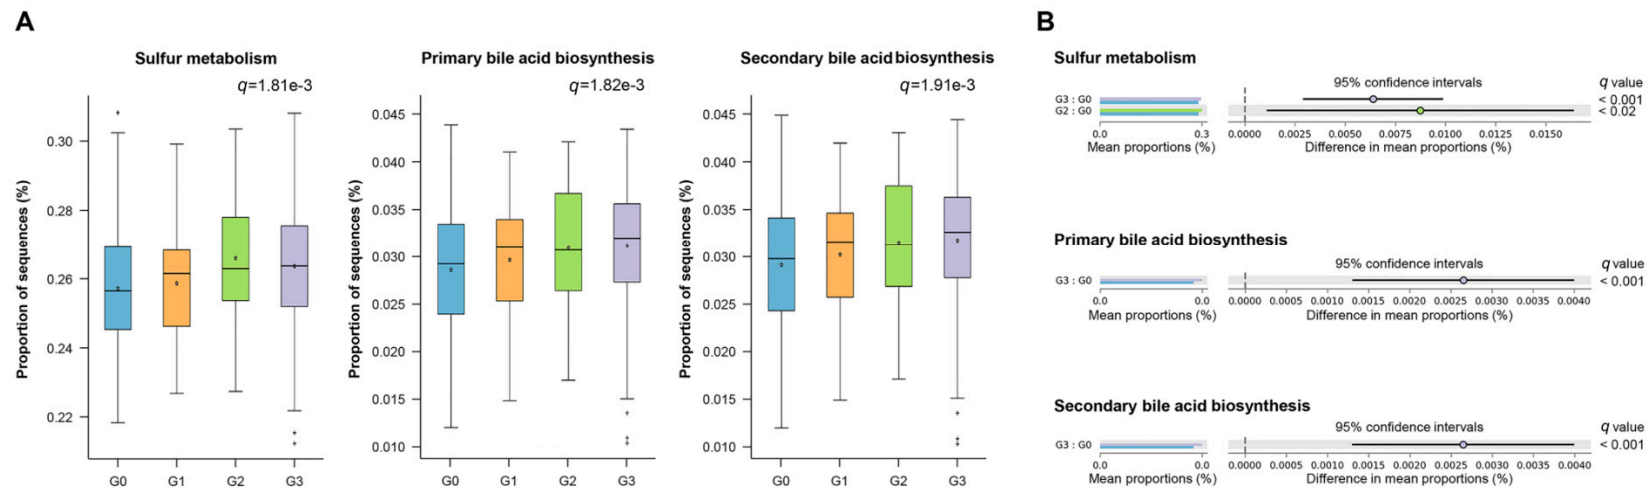 A
Sulfur metabolism
q=1.81e-3
Proportion of sequences (%)
0.30
0.28
0.26
0.24
0.22
G0 G1 G2 G3
Primary bile acid biosynthesis
q=1.82e-3
Proportion of sequences (%)
0.045
0.040
0.035
0.030
0.025
0.020
0.015
0.010
G0 G1 G2 G3
Secondary bile acid biosynthesis
q=1.91e-3
Proportion of sequences (%)
0.045
0.040
0.035
0.030
0.025
0.020
0.015
0.010
G0 G1 G2 G3
B
Sulfur metabolism
95% confidence intervals q value
G3 : G0 < 0.001
G2 : G0 < 0.02
0.0 0.3 0.0000 0.0025 0.0050 0.0075 0.0100 0.0125 0.0150
Mean proportions (%) Difference in mean proportions (%)
Primary bile acid biosynthesis
95% confidence intervals q value
G3 : G0 < 0.001
0.0 0.0 0.0000 0.0005 0.0010 0.0015 0.0020 0.0025 0.0030 0.0035 0.0040
Mean proportions (%) Difference in mean proportions (%)
Secondary bile acid biosynthesis
95% confidence intervals q value
G3 : G0 < 0.001
0.0 0.0 0.0000 0.0005 0.0010 0.0015 0.0020 0.0025 0.0030 0.0035 0.0040
Mean proportions (%) Difference in mean proportions (%)